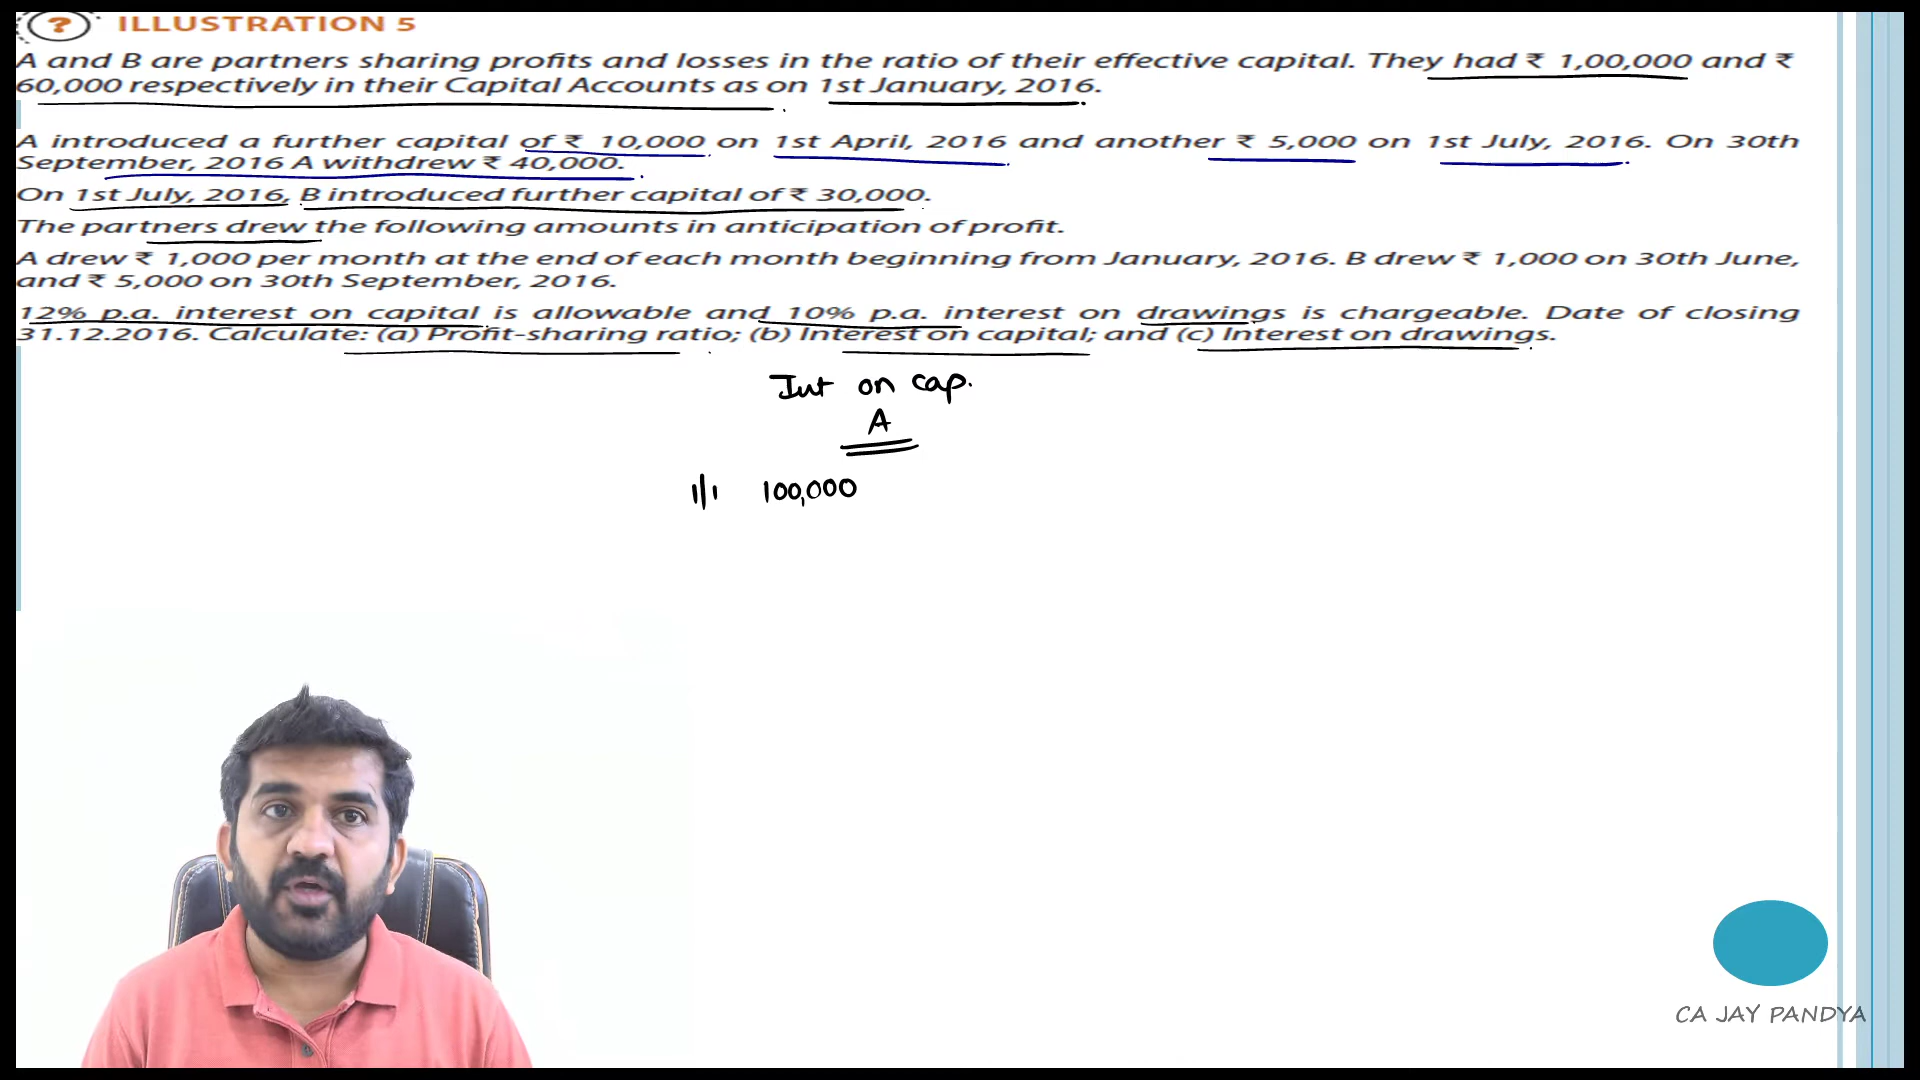 ?
ILLUSTRATION 5
A and B are partners sharing profits and losses in the ratio of their effective capital. They had ₹ 1,00,000 and ₹
60,000 respectively in their Capital Accounts as on 1st January, 2016.
A introduced a further capital of ₹ 10,000 on 1st April, 2016 and another ₹ 5,000 on 1st July, 2016. On 30th
September, 2016 A withdrew ₹ 40,000.
On 1st July, 2016, B introduced further capital of ₹ 30,000.
The partners drew the following amounts in anticipation of profit.
A drew ₹ 1,000 per month at the end of each month beginning from January, 2016. B drew ₹ 1,000 on 30th June,
and ₹ 5,000 on 30th September, 2016.
12% p.a. interest on capital is allowable and 10% p.a. interest on drawings is chargeable. Date of closing
31.12.2016. Calculate: (a) Profit-sharing ratio; (b) Interest on capital; and (c) Interest on drawings.
Int on cap.
A
1/1 100,000
CA JAY PANDYA